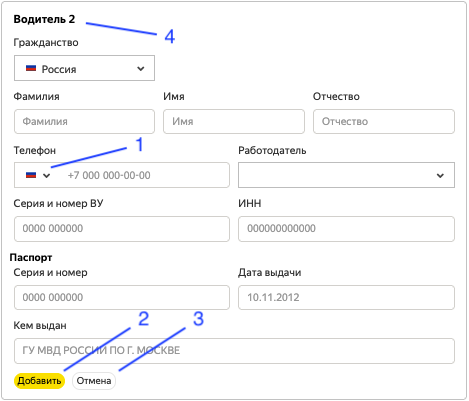 Водитель 2
4
Гражданство
Россия
Фамилия Имя Отчество
Фамилия Имя Отчество
Телефон 1 Работодатель
+7 000 000-00-00
Серия и номер ВУ ИНН
0000 000000 000000000000
Паспорт
Серия и номер Дата выдачи
0000 000000 10.11.2012
Кем выдан 2 3
ГУ МВД РОССИИ ПО Г. МОСКВЕ
Добавить Отмена